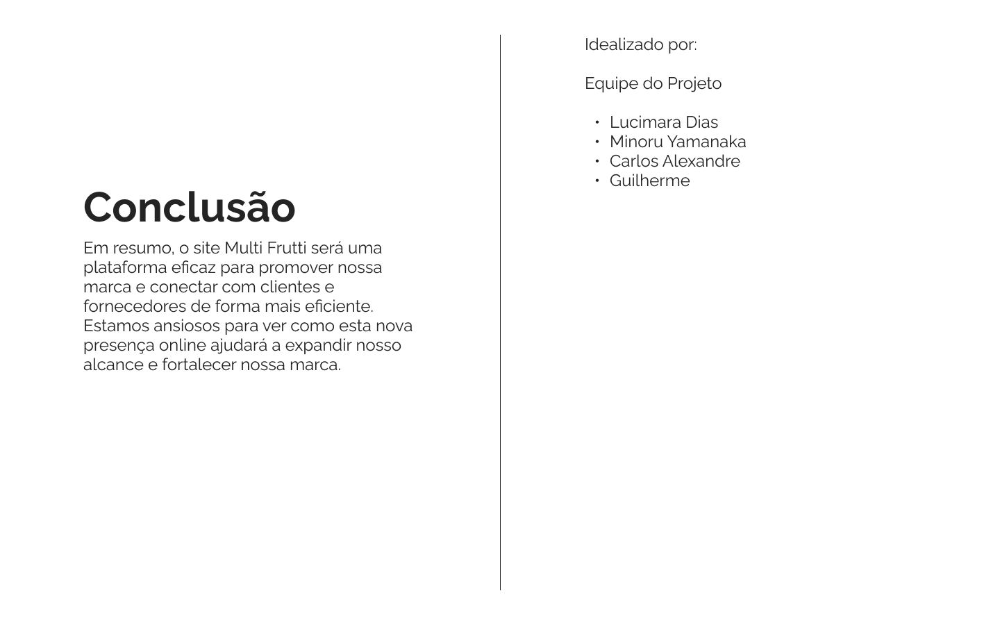 Conclusão
Em resumo, o site Multi Frutti será uma
plataforma eficaz para promover nossa
marca e conectar com clientes e
fornecedores de forma mais eficiente.
Estamos ansiosos para ver como esta nova
presença online ajudará a expandir nosso
alcance e fortalecer nossa marca.
Idealizado por:
Equipe do Projeto
• Lucimara Dias
• Minoru Yamanaka
• Carlos Alexandre
• Guilherme